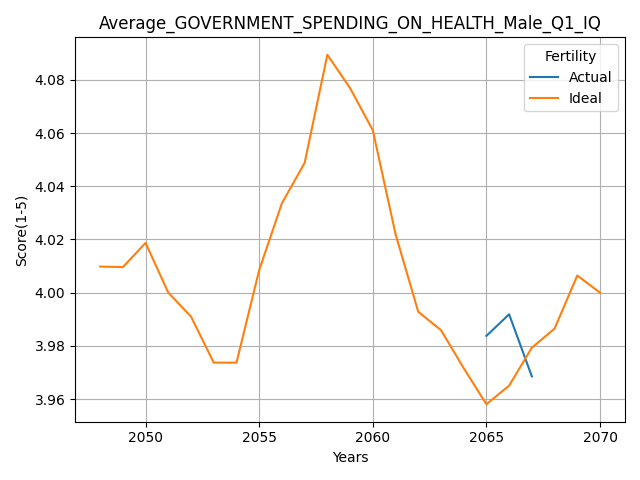 Average_GOVERNMENT_SPENDING_ON_HEALTH_Male_Q1_IQ
Fertility
Actual
Ideal
4.08
4.06
4.04
4.02
4.00
3.98
3.96
Score(1-5)
2050
2055
2060
2065
2070
Years